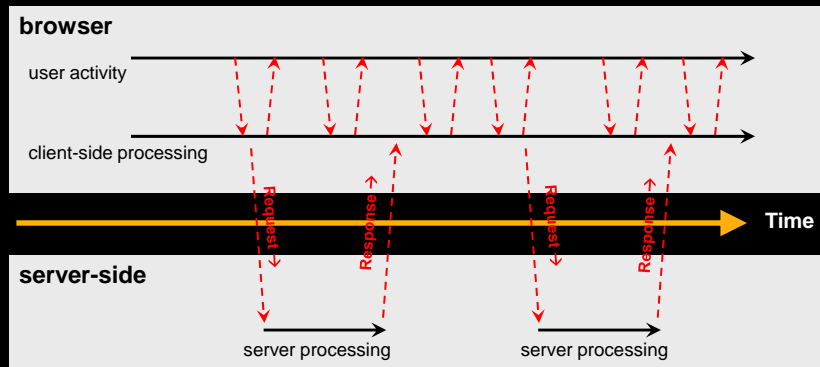 browser
user activity
client-side processing
Request →
Response →
Request →
Response →
Time
server-side
server processing
server processing